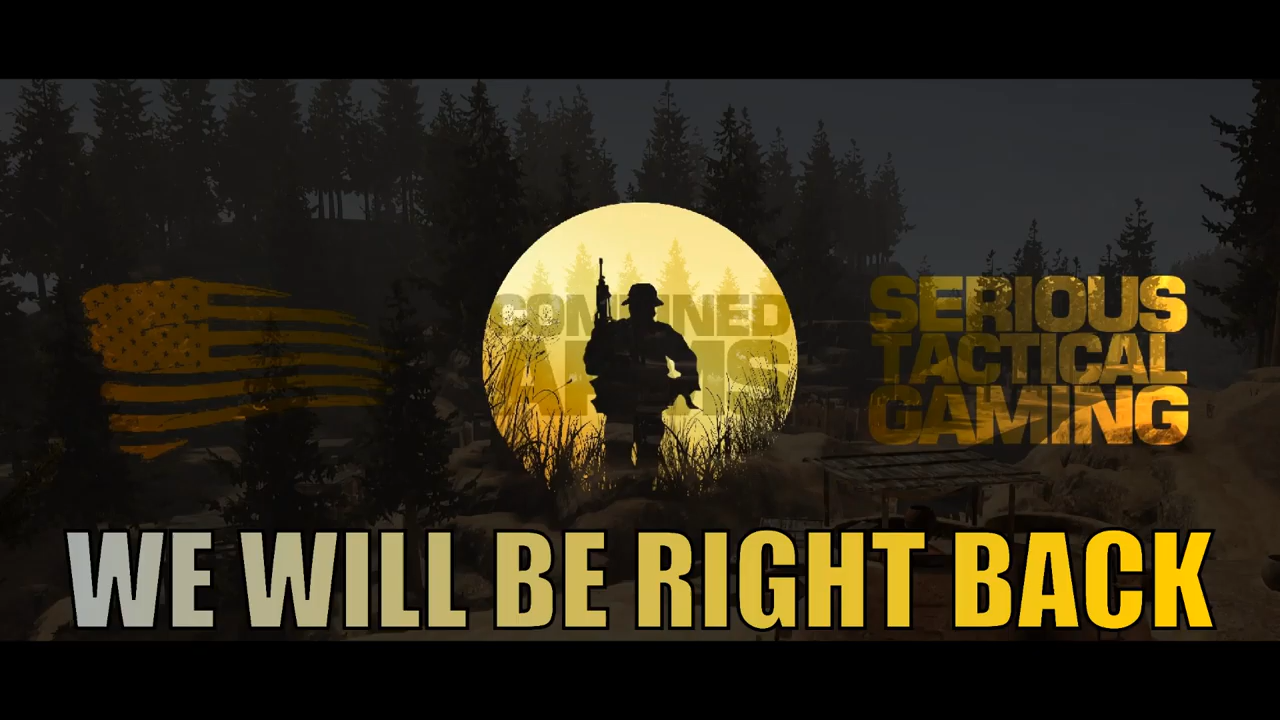 COMBINED
ARMS
SERIOUS
TACTICAL
GAMING
WE WILL BE RIGHT BACK